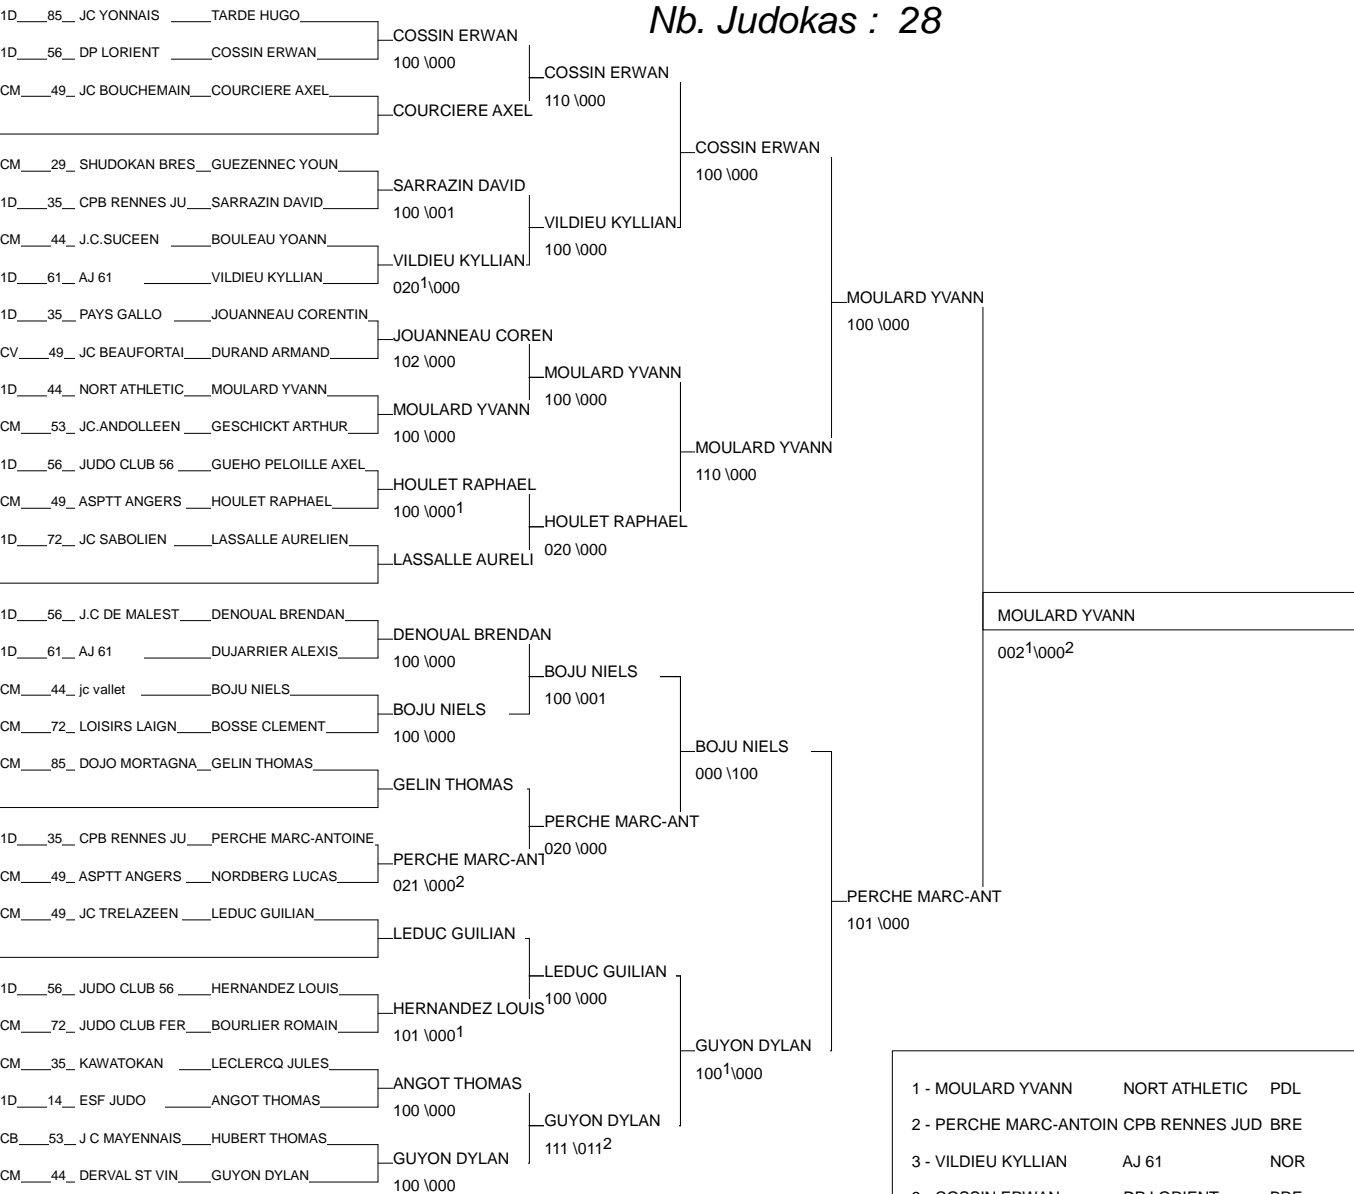 Nb. Judokas : 28
1D 85 JC YONNAIS TARDE HUGO
1D 56 DP LORIENT COSSIN ERWAN
CM 49 JC BOUCHEMAIN COURCIERE AXEL
CM 29 SHUDOKAN BRES GUEZENNEC YOUN
1D 35 CPB RENNES JU SARRAZIN DAVID
CM 44 J.C.SUCEEN BOULEAU YOANN
1D 61 AJ 61 VILDIEU KYLLIAN
1D 35 PAYS GALLO JOUANNEAU CORENTIN
CV 49 JC BEAUFORTAI DURAND ARMAND
1D 44 NORT ATHLETIC MOULARD YVANN
CM 53 JC.ANDOLLEEN GESCHICKT ARTHUR
1D 56 JUDO CLUB 56 GUEHO PELOILLE AXEL
CM 49 ASPTT ANGERS HOULET RAPHAEL
1D 72 JC SABOLIEN LASSALLE AURELIEN
1D 56 J.C DE MALEST DENOUAL BRENDAN
1D 61 AJ 61 DUJARRIER ALEXIS
CM 44 jc vallet BOJU NIELS
CM 72 LOISIRS LAIGN BOSSE CLEMENT
CM 85 DOJO MORTAGNA GELIN THOMAS
1D 35 CPB RENNES JU PERCHE MARC-ANTOINE
CM 49 ASPTT ANGERS NORDBERG LUCAS
CM 49 JC TRELAZEEN LEDUC GUILIAN
1D 56 JUDO CLUB 56 HERNANDEZ LOUIS
CM 72 JUDO CLUB FER BOURLIER ROMAIN
CM 35 KAWATOKAN LECLERCQ JULES
1D 14 ESF JUDO ANGOT THOMAS
CB 53 J C MAYENNAIS HUBERT THOMAS
CM 44 DERVAL ST VIN GUYON DYLAN
COSSIN ERWAN
100 \000
COURCIERE AXEL
SARRAZIN DAVID
100 \001
VILDIEU KYLLIAN
020¹\000
JOUANNEAU COREN
102 \000
MOULARD YVANN
100 \000
HOULET RAPHAEL
100 \000¹
LASSALLE AURELI
DENOUAL BRENDAN
100 \000
BOJU NIELS
100 \000
GELIN THOMAS
PERCHE MARC-ANT
021 \000²
LEDUC GUILIAN
HERNANDEZ LOUIS
101 \000¹
ANGOT THOMAS
100 \000
GUYON DYLAN
100 \000
COSSIN ERWAN
110 \000
VILDIEU KYLLIAN
100 \000
MOULARD YVANN
100 \000
HOULET RAPHAEL
020 \000
BOJU NIELS
100 \001
PERCHE MARC-ANT
020 \000
LEDUC GUILIAN
100 \000
GUYON DYLAN
111 \011²
COSSIN ERWAN
100 \000
MOULARD YVANN
110 \000
BOJU NIELS
000 \100
GUYON DYLAN
100¹\000
MOULARD YVANN
100 \000
PERCHE MARC-ANT
101 \000
MOULARD YVANN
002¹\000²
1 - MOULARD YVANN NORT ATHLETIC PDL
2 - PERCHE MARC-ANTOIN CPB RENNES JUD BRE
3 - VILDIEU KYLLIAN AJ 61 NOR
3 - COSSIN ERWAN DP LORIENT BRE